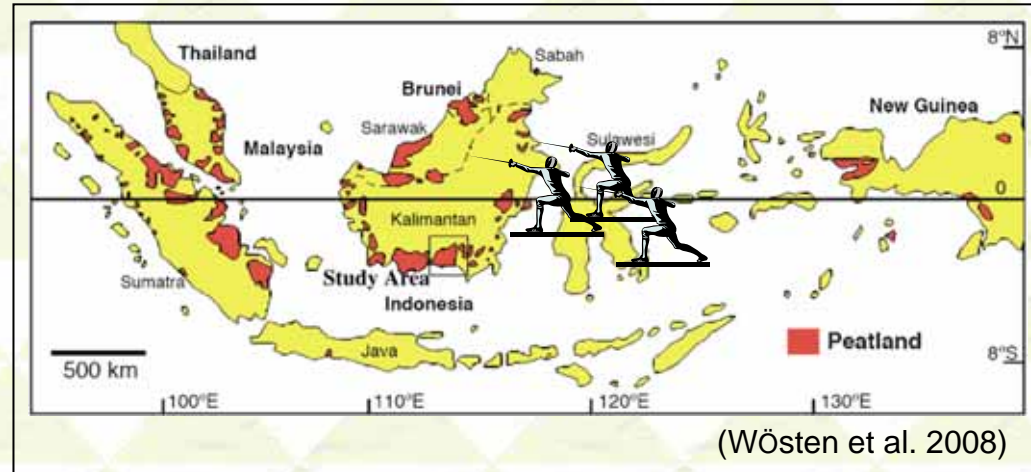 8°N
Sabah
Thailand
Brunei
New Guinea
Sarawak
Sulawesi
Malaysia
0
Kalimantan
Sumatra
Study Area
Indonesia
Peatland
Java
8°S
500 km
100°E 110°E 120°E 130°E
(WÖsten et al. 2008)